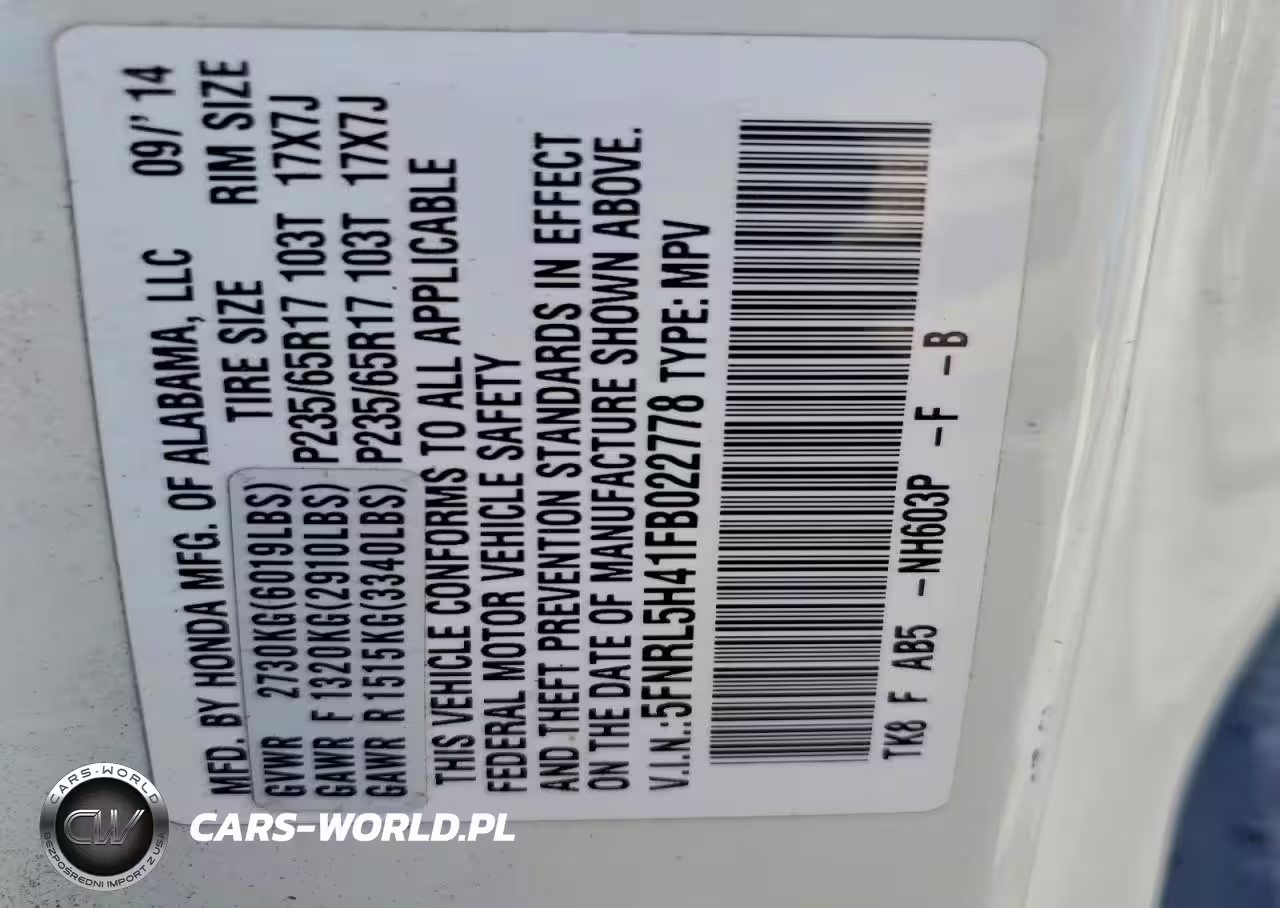 MFD. BY HONDA MFG. OF ALABAMA, LLC 09/'14
TIRE SIZE RIM SIZE
GVWR 2730KG(6019LBS)
GAWR F 1320KG(2910LBS) P235/65R17 103T 17X7J
GAWR R 1515KG(3340LBS) P235/65R17 103T 17X7J
THIS VEHICLE CONFORMS TO ALL APPLICABLE
FEDERAL MOTOR VEHICLE SAFETY
AND THEFT PREVENTION STANDARDS IN EFFECT
ON THE DATE OF MANUFACTURE SHOWN ABOVE.
V.I.N.:5FNRL5H41FB022778 TYPE: MPV
TK8 F AB5 -NH603P -F -B
CARS-WORLD
CW
BEZPOŚREDNI IMPORT Z USA
CARS-WORLD.PL